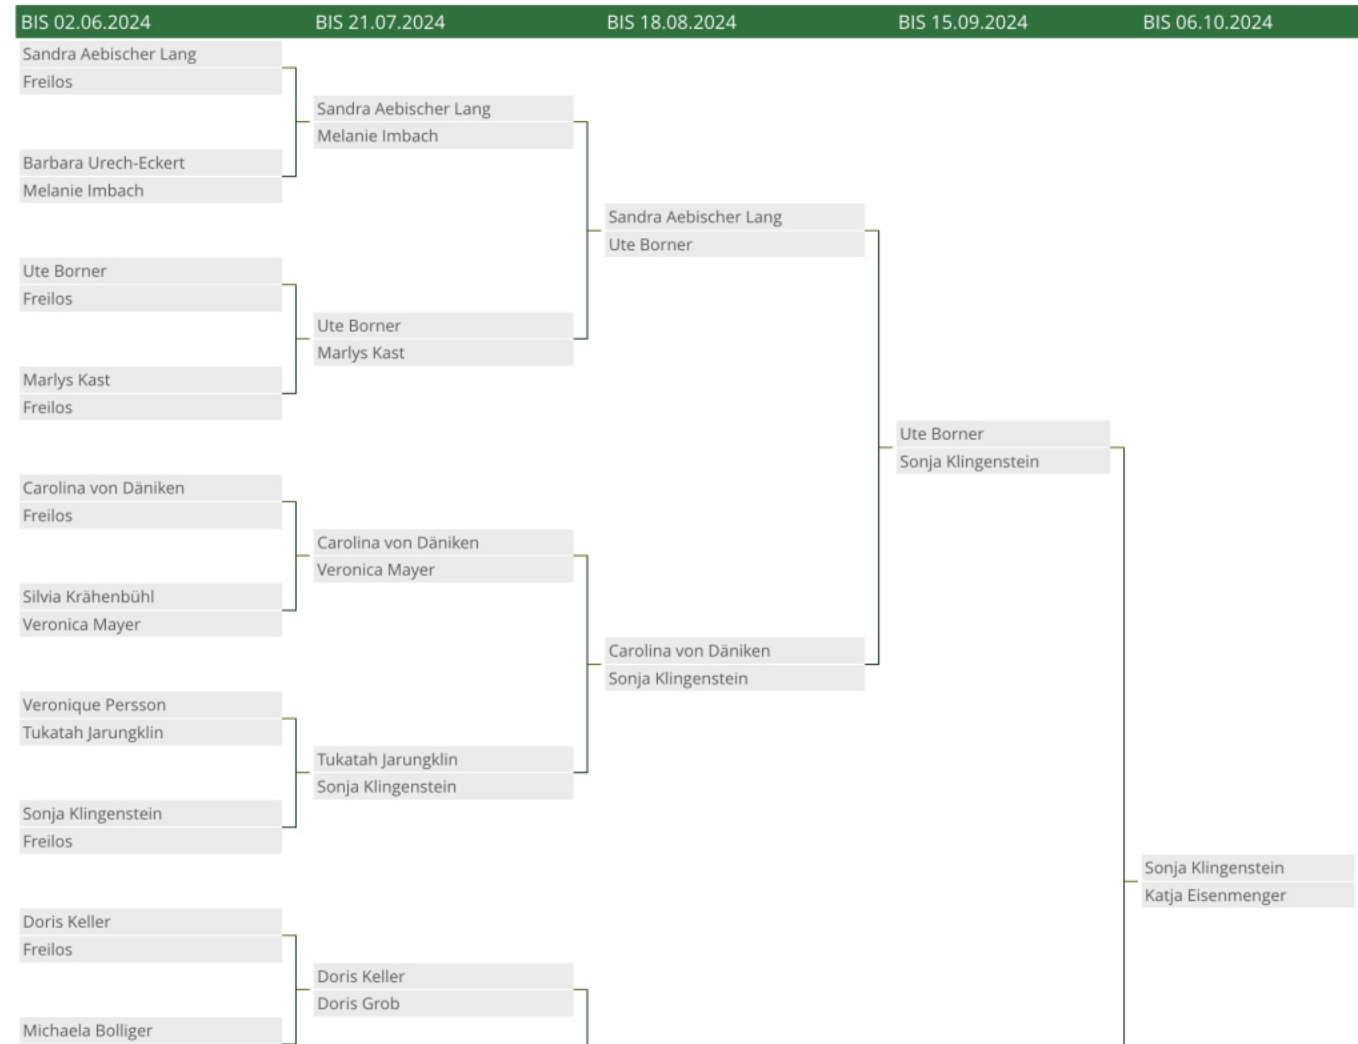 BIS 02.06.2024
BIS 21.07.2024
BIS 18.08.2024
BIS 15.09.2024
BIS 06.10.2024
Sandra Aebischer Lang
Freilos
Barbara Urech-Eckert
Melanie Imbach
Ute Borner
Freilos
Marlys Kast
Freilos
Carolina von Däniken
Freilos
Silvia Krähenbühl
Veronica Mayer
Veronique Persson
Tukatah Jarungklin
Sonja Klingenstein
Freilos
Doris Keller
Freilos
Michaela Bolliger
Sandra Aebischer Lang
Melanie Imbach
Ute Borner
Marlys Kast
Carolina von Däniken
Veronica Mayer
Tukatah Jarungklin
Sonja Klingenstein
Doris Keller
Doris Grob
Sandra Aebischer Lang
Ute Borner
Carolina von Däniken
Sonja Klingenstein
Ute Borner
Sonja Klingenstein
Sonja Klingenstein
Katja Eisenmenger